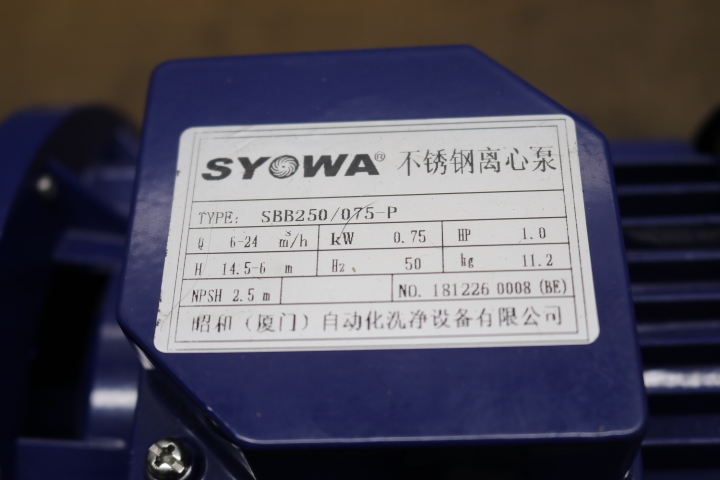 SYOWA® 不锈钢离心泵
TYPE: SBB250/075-P
Q 6-24 m³/h kW 0.75 HP 1.0
H 14.5-6 m Hz 50 kg 11.2
NPSH 2.5 m NO. 181226 0008 (BE)
昭和（厦门）自动化洗净设备有限公司